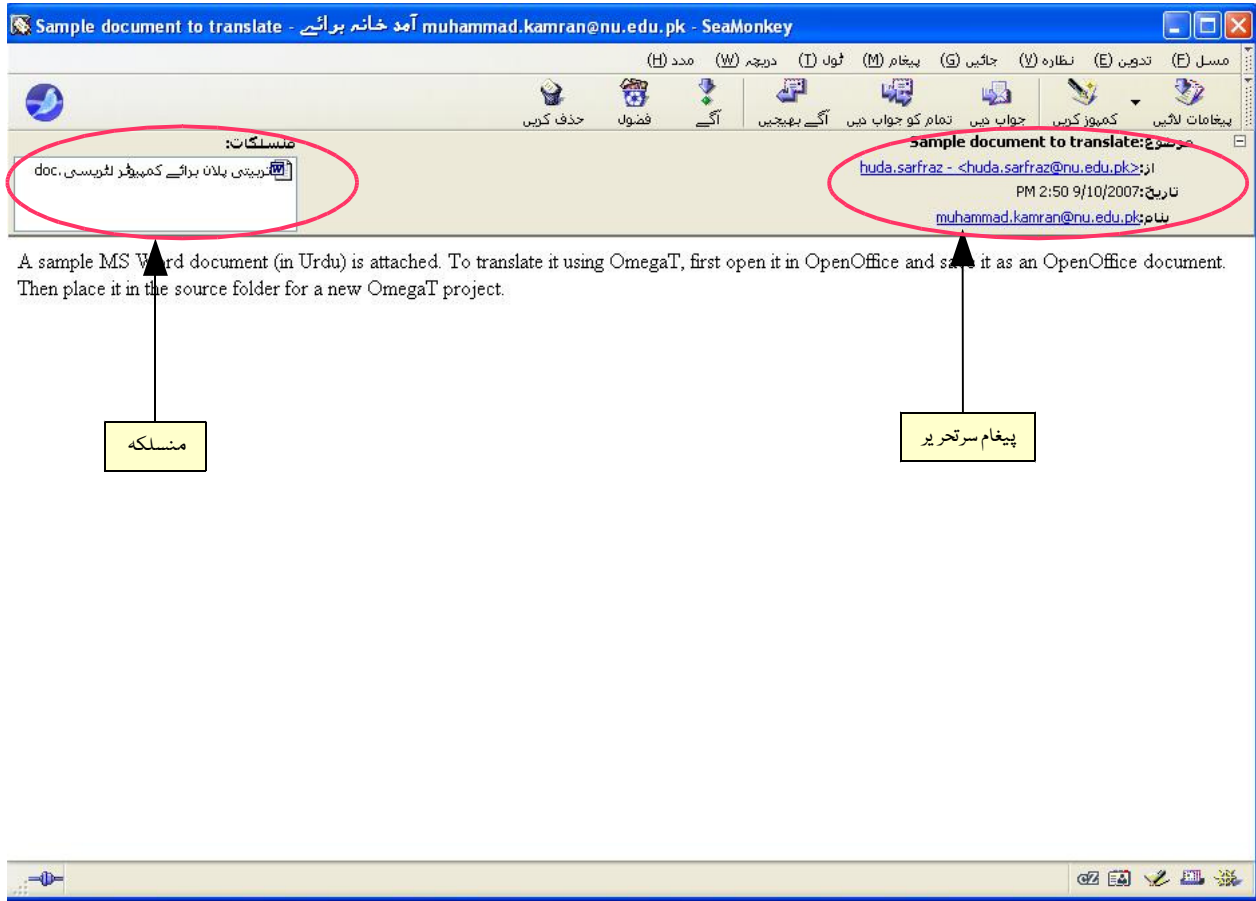 Sample document to translate - آمد خانہ برائے muhammad.kamran@nu.edu.pk - SeaMonkey
مسل (F) تدوین (E) نظارہ (V) جائیں (G) پیغام (M) ٹول (T) دریچہ (W) مدد (H)
پیغامات لائیں کمپوز کریں جواب دیں تمام کو جواب دیں آگے بھیجیں آگے فضول حذف کریں
موضوع:Sample document to translate
از:huda.sarfraz - <huda.sarfraz@nu.edu.pk>
تاریخ:9/10/2007 2:50 PM
بنام:muhammad.kamran@nu.edu.pk
منسلکات:
تربیتی پلان برائے کمپیوٹر لٹریسی.doc
A sample MS Word document (in Urdu) is attached. To translate it using OmegaT, first open it in OpenOffice and save it as an OpenOffice document.
Then place it in the source folder for a new OmegaT project.
پیغام سرتحریر
منسلکہ